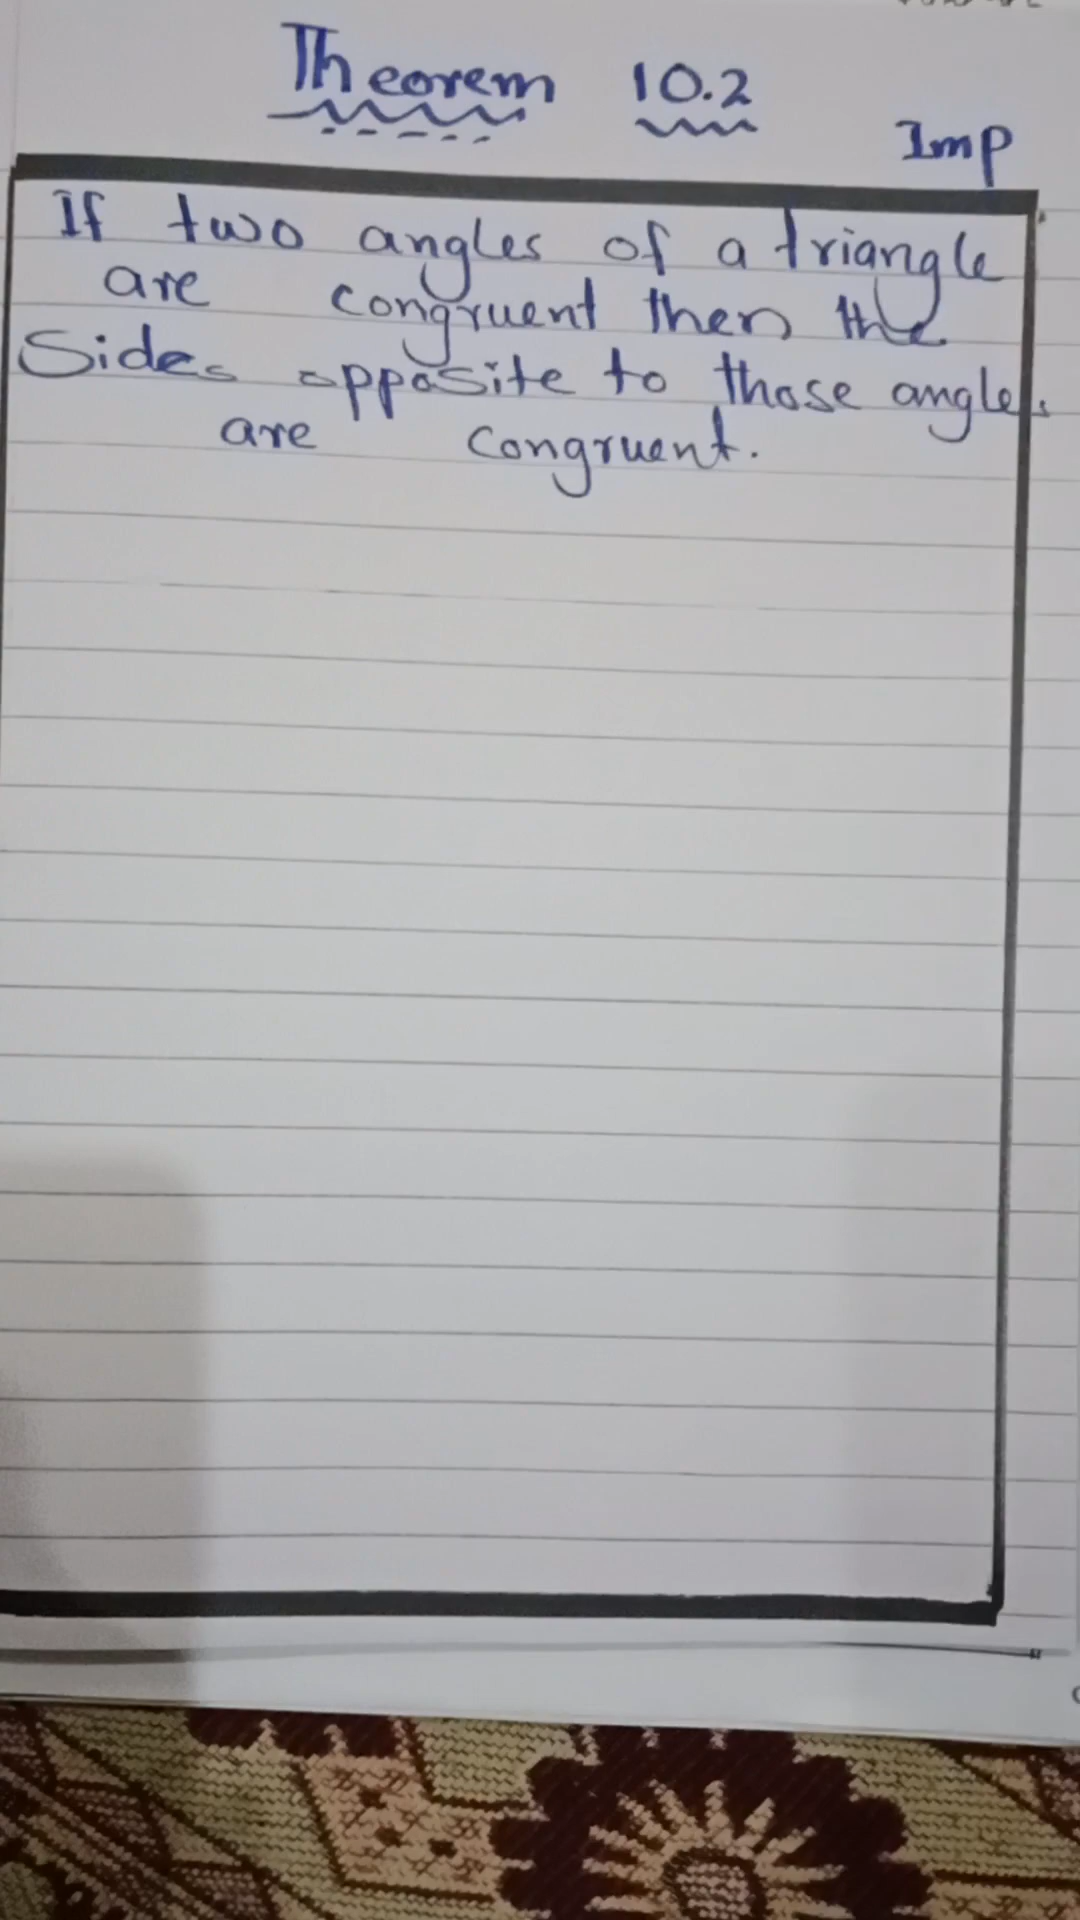 Theorem 10.2
Imp
If two angles of a triangle
are congruent then the
Sides opposite to those angles
are congruent.